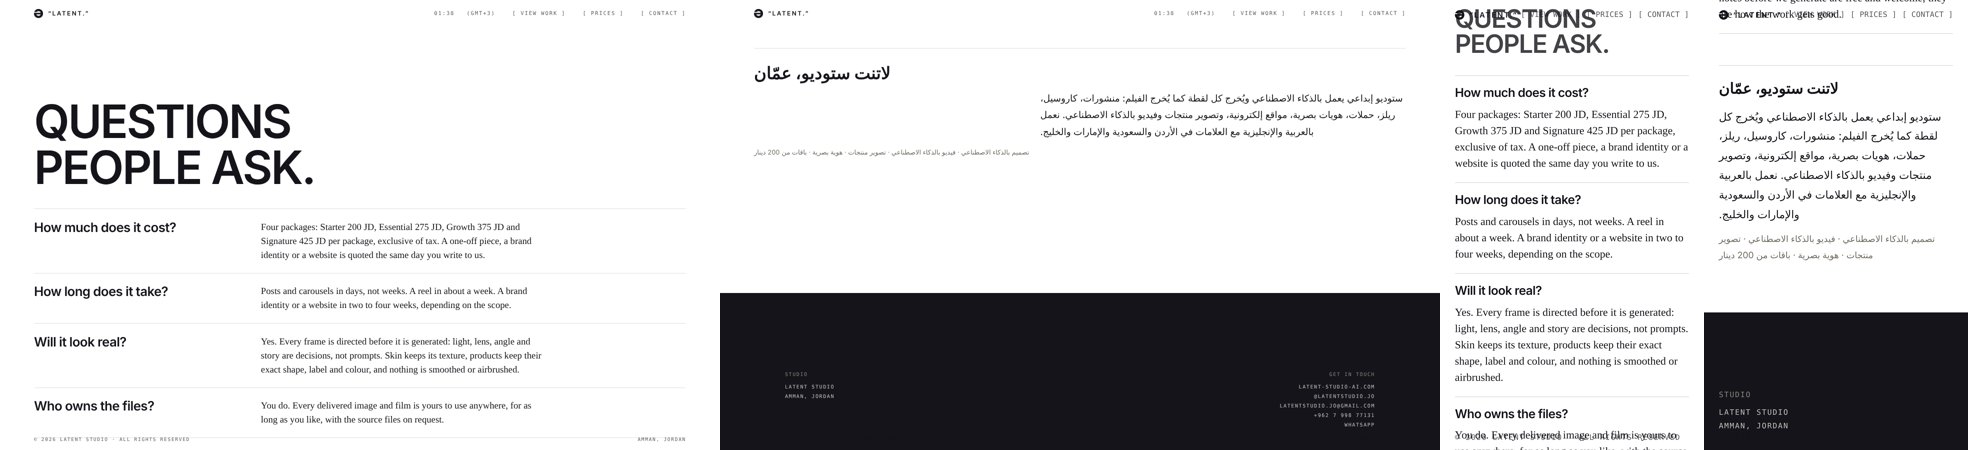 "LATENT."
01:38 (GMT+3) [ VIEW WORK ] [ PRICES ] [ CONTACT ]
QUESTIONS
PEOPLE ASK.
How much does it cost?
Four packages: Starter 200 JD, Essential 275 JD, Growth 375 JD and
Signature 425 JD per package, exclusive of tax. A one-off piece, a brand
identity or a website is quoted the same day you write to us.
How long does it take?
Posts and carousels in days, not weeks. A reel in about a week. A brand
identity or a website in two to four weeks, depending on the scope.
Will it look real?
Yes. Every frame is directed before it is generated: light, lens, angle and
story are decisions, not prompts. Skin keeps its texture, products keep their
exact shape, label and colour, and nothing is smoothed or airbrushed.
Who owns the files?
You do. Every delivered image and film is yours to use anywhere, for as
long as you like, with the source files on request.
© 2026 LATENT STUDIO · ALL RIGHTS RESERVED
AMMAN, JORDAN
"LATENT."
01:38 (GMT+3) [ VIEW WORK ] [ PRICES ] [ CONTACT ]
لاتنت ستوديو، عمّان
ستوديو إبداعي يعمل بالذكاء الاصطناعي ويُخرج كل لقطة كما يُخرج الفيلم: منشورات، كاروسيل،
ريلز، حملات، هويات بصرية، مواقع إلكترونية، وتصوير منتجات وفيديو بالذكاء الاصطناعي. نعمل
بالعربية والإنجليزية مع العلامات في الأردن والسعودية والإمارات والخليج.
تصميم بالذكاء الاصطناعي · فيديو بالذكاء الاصطناعي · تصوير منتجات · هوية بصرية · باقات من 200 دينار
STUDIO
LATENT STUDIO
AMMAN, JORDAN
GET IN TOUCH
LATENT-STUDIO-AI.COM
@LATENTSTUDIO.JO
LATENTSTUDIO.JO@GMAIL.COM
+962 7 998 77131
WHATSAPP
"LATENT." [ VIEW WORK ] [ PRICES ] [ CONTACT ]
QUESTIONS
PEOPLE ASK.
How much does it cost?
Four packages: Starter 200 JD, Essential 275 JD,
Growth 375 JD and Signature 425 JD per package,
exclusive of tax. A one-off piece, a brand identity or a
website is quoted the same day you write to us.
How long does it take?
Posts and carousels in days, not weeks. A reel in
about a week. A brand identity or a website in two to
four weeks, depending on the scope.
Will it look real?
Yes. Every frame is directed before it is generated:
light, lens, angle and story are decisions, not prompts.
Skin keeps its texture, products keep their exact
shape, label and colour, and nothing is smoothed or
airbrushed.
Who owns the files?
You do. Every delivered image and film is yours to
how the work gets good.
[ PRICES ] [ CONTACT ]
لاتنت ستوديو، عمّان
ستوديو إبداعي يعمل بالذكاء الاصطناعي ويُخرج كل
لقطة كما يُخرج الفيلم: منشورات، كاروسيل، ريلز،
حملات، هويات بصرية، مواقع إلكترونية، وتصوير
منتجات وفيديو بالذكاء الاصطناعي. نعمل بالعربية
والإنجليزية مع العلامات في الأردن والسعودية
والإمارات والخليج.
تصميم بالذكاء الاصطناعي · فيديو بالذكاء الاصطناعي · تصوير
منتجات · هوية بصرية · باقات من 200 دينار
STUDIO
LATENT STUDIO
AMMAN, JORDAN